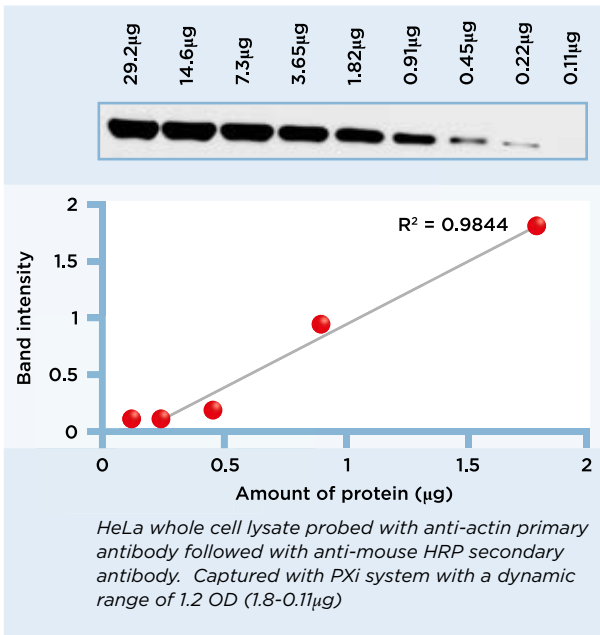 29.2µg 14.6µg 7.3µg 3.65µg 1.82µg 0.91µg 0.45µg 0.22µg 0.11µg
2
R² = 0.9844
1.5
1
0.5
0
Band intensity
0 0.5 1 1.5 2
Amount of protein (µg)
HeLa whole cell lysate probed with anti-actin primary
antibody followed with anti-mouse HRP secondary
antibody. Captured with PXi system with a dynamic
range of 1.2 OD (1.8-0.11µg)